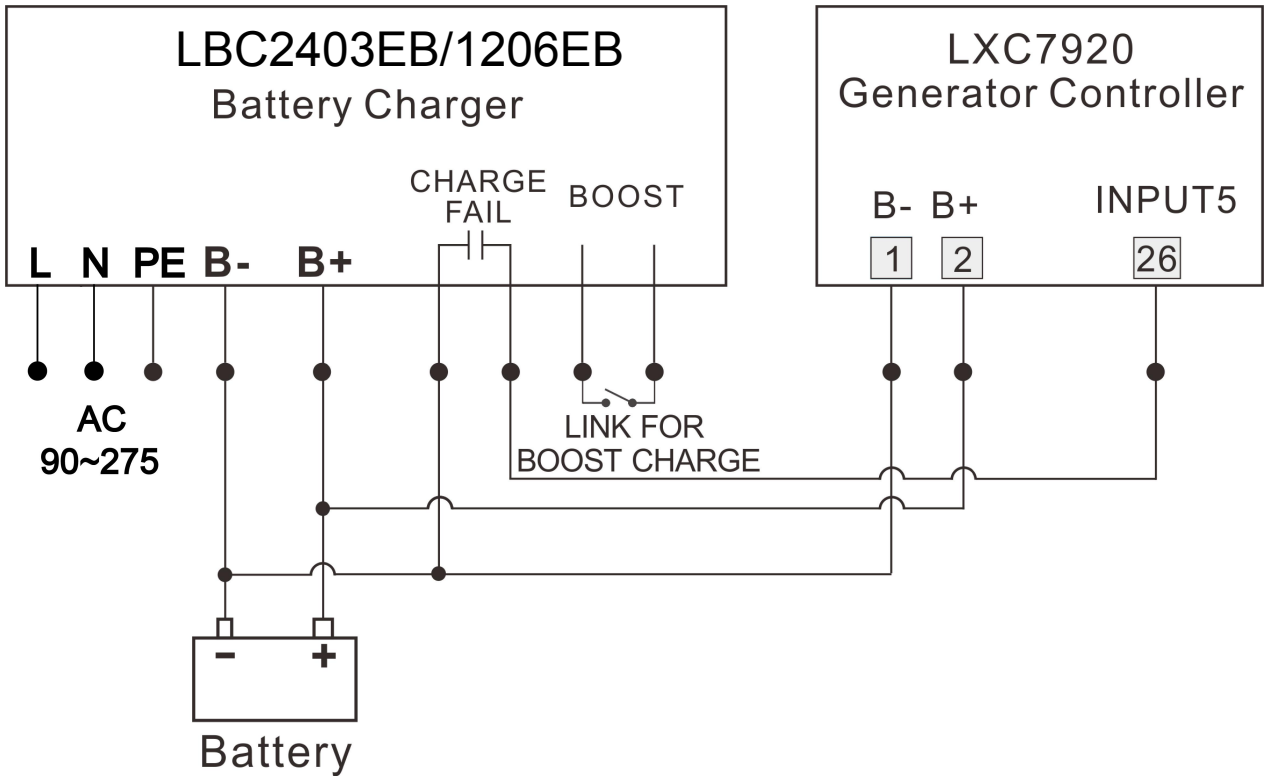 LBC2403EB/1206EB
Battery Charger
CHARGE
FAIL
BOOST
L N PE B- B+
AC
90~275
LINK FOR
BOOST CHARGE
LXC7920
Generator Controller
B- B+ INPUT5
1 2 26
- +
Battery